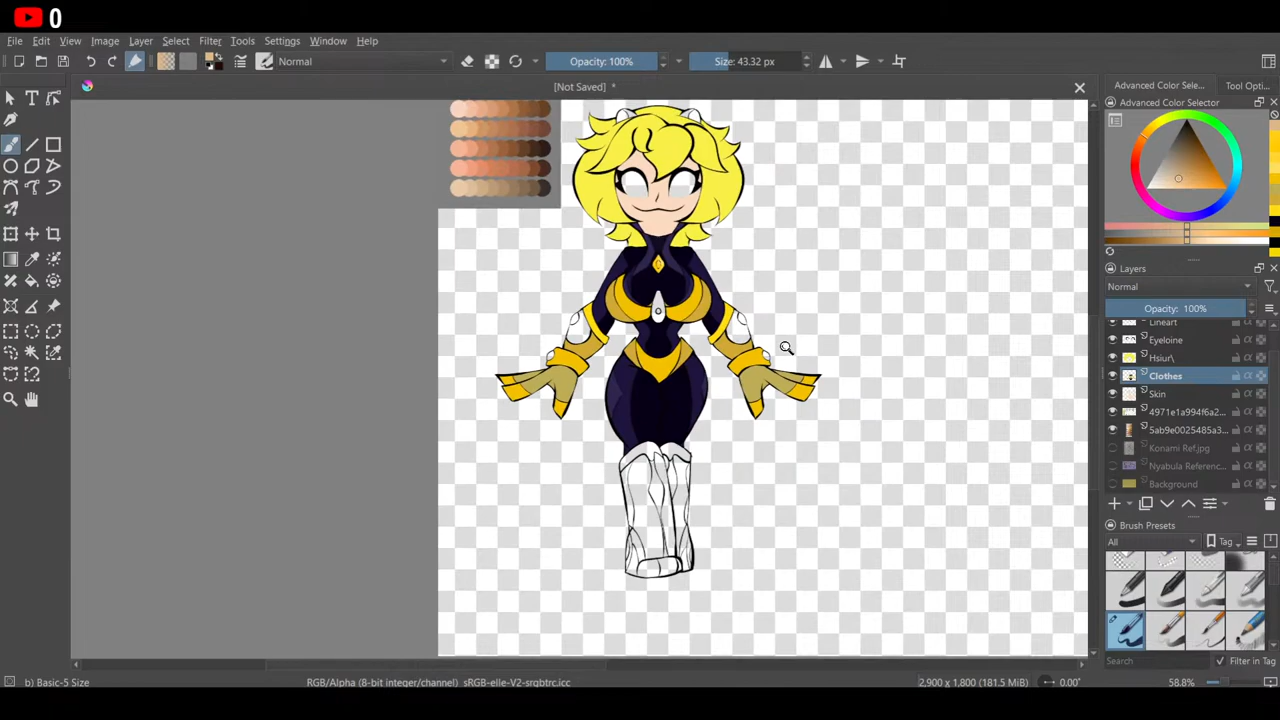 0
File Edit View Image Layer Select Filter Tools Settings Window Help
Normal Opacity: 100% Size: 43.32 px
[Not Saved] *
Advanced Color Sele... Tool Opti...
Advanced Color Selector
Layers
Normal
Opacity: 100%
Lineart
Eyeloine
Hsiur\
Clothes
Skin
4971e1a994f6a2...
5ab9e0025485a3...
Konami Ref.jpg
Nyabula Referenc...
Background
Brush Presets
All Tag
Search Filter in Tag
b) Basic-5 Size RGB/Alpha (8-bit integer/channel) sRGB-elle-V2-srgbtrc.icc 2,900 x 1,800 (181.5 MiB) 0.00° 58.8%